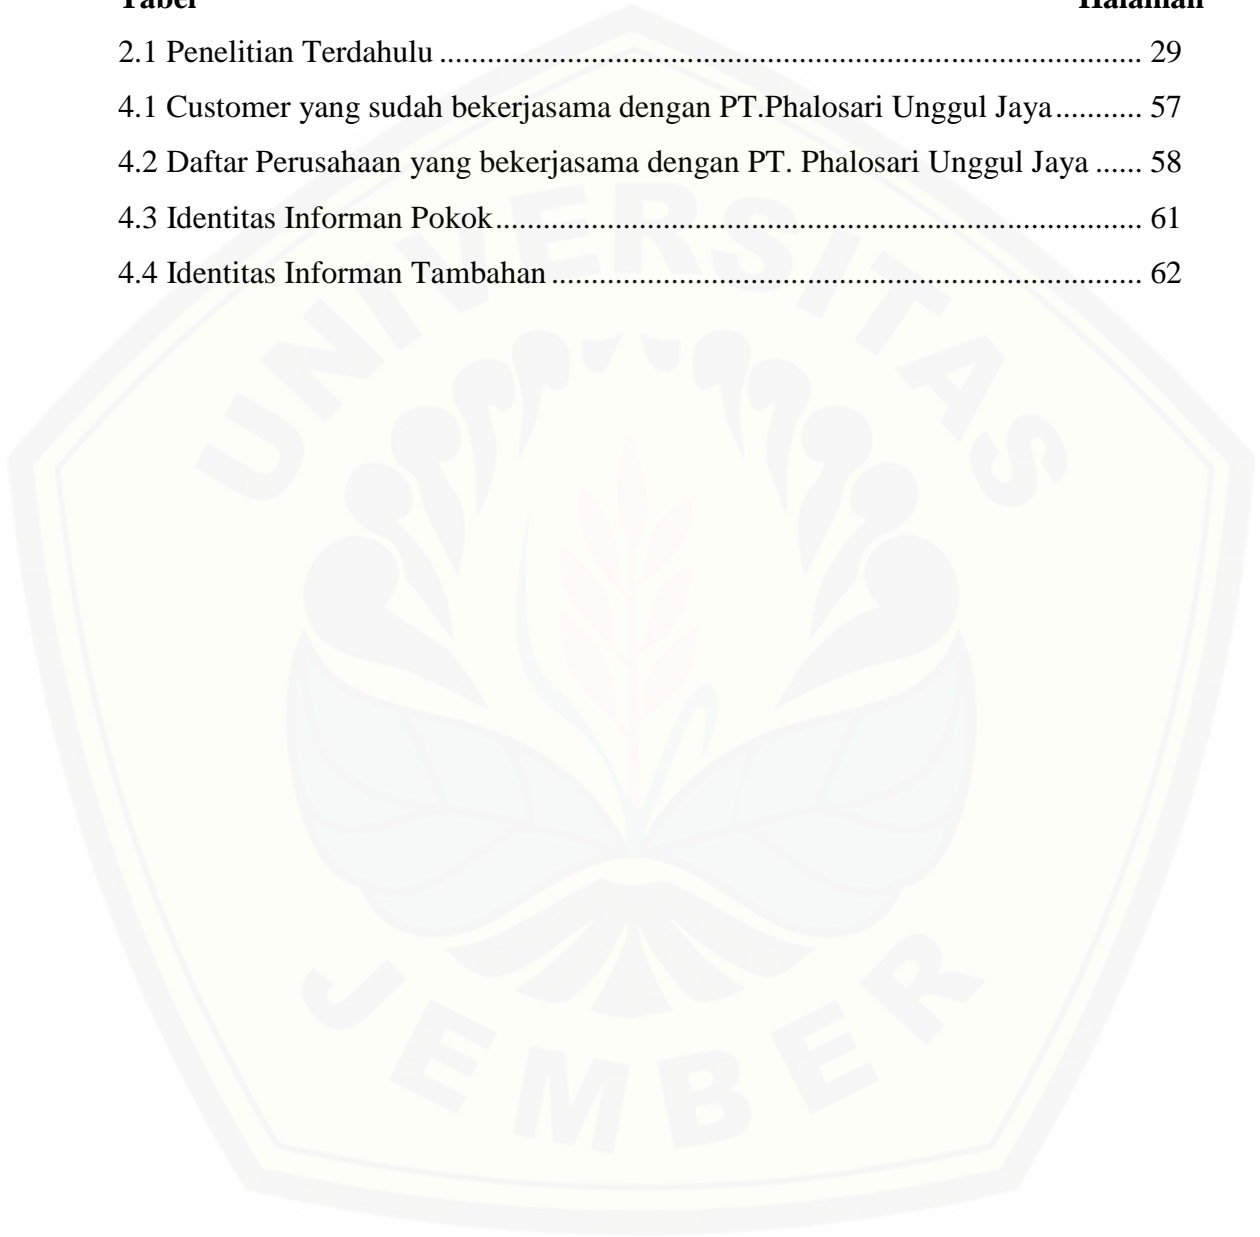 Tabel Halaman
2.1 Penelitian Terdahulu ........................................................................................ 29
4.1 Customer yang sudah bekerjasama dengan PT.Phalosari Unggul Jaya........... 57
4.2 Daftar Perusahaan yang bekerjasama dengan PT. Phalosari Unggul Jaya ...... 58
4.3 Identitas Informan Pokok................................................................................. 61
4.4 Identitas Informan Tambahan .......................................................................... 62
UNIVERSITAS
JEMBER